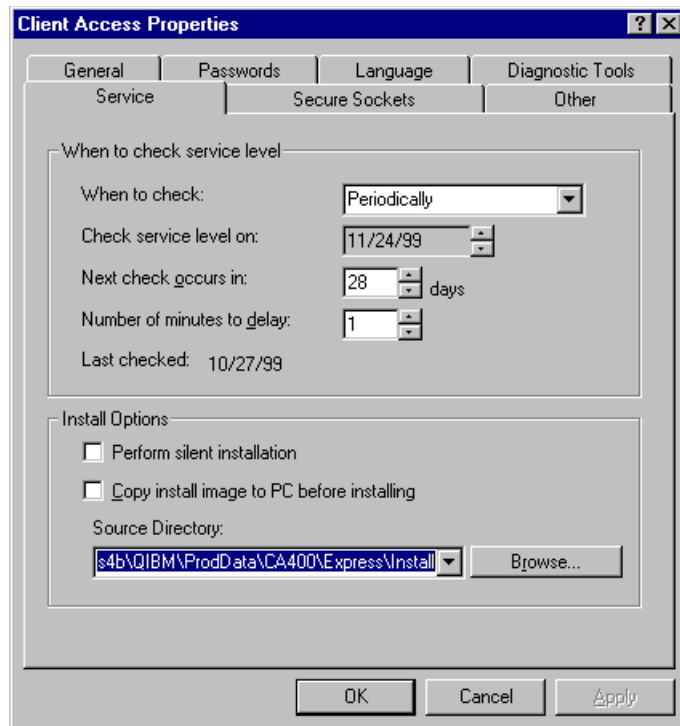 Client Access Properties
General Passwords Language Diagnostic Tools
Service Secure Sockets Other
When to check service level
When to check: Periodically
Check service level on: 11/24/99
Next check occurs in: 28 days
Number of minutes to delay: 1
Last checked: 10/27/99
Install Options
Perform silent installation
Copy install image to PC before installing
Source Directory:
s4b\QIBM\ProdData\CA400\Express\Install Browse...
OK Cancel Apply